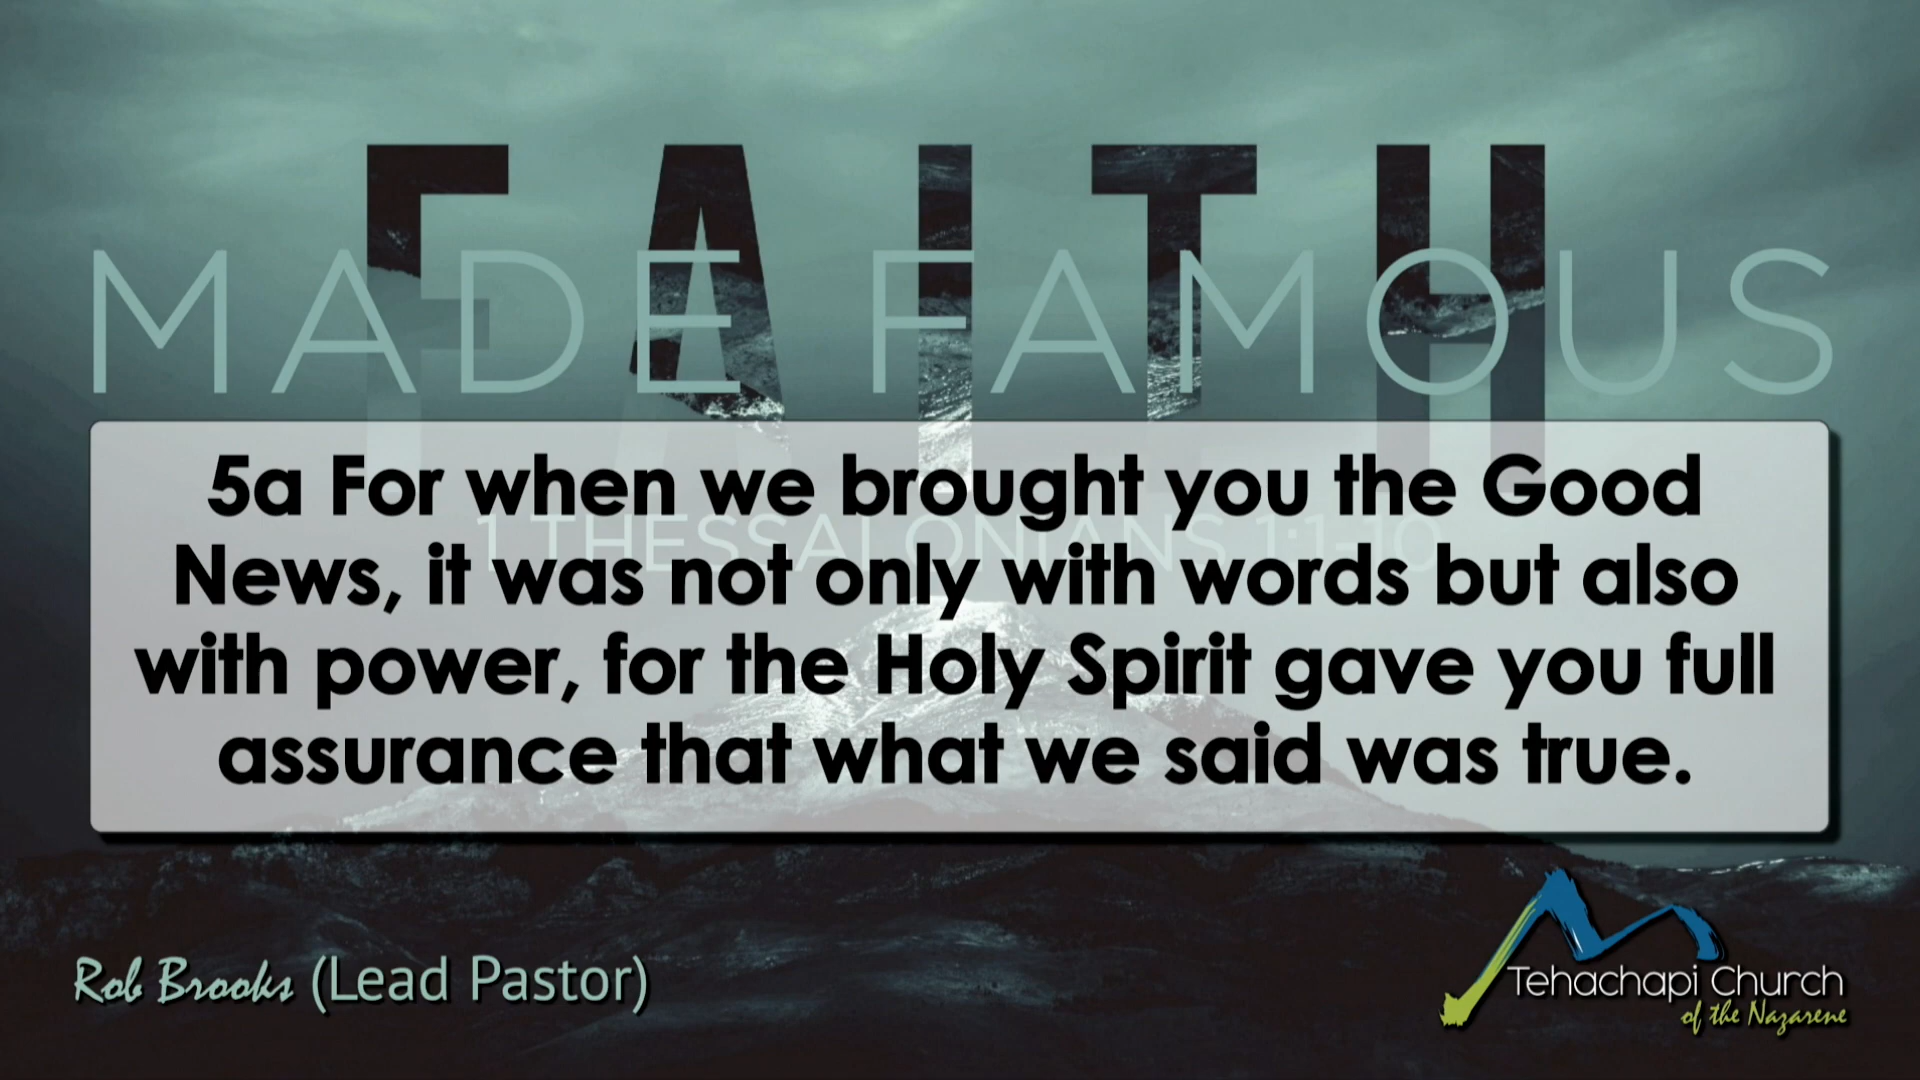 FAITH
MADE FAMOUS
5a For when we brought you the Good
News, it was not only with words but also
with power, for the Holy Spirit gave you full
assurance that what we said was true.
1 THESSALONIANS 1:1-10
Rob Brooks (Lead Pastor)
Tehachapi Church
of the Nazarene